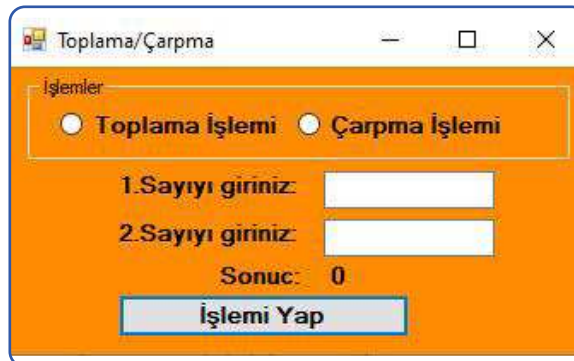 Toplama/Çarpma
İşlemler
Toplama İşlemi Çarpma İşlemi
1.Sayıyı giriniz:
2.Sayıyı giriniz:
Sonuc: 0
İşlemi Yap